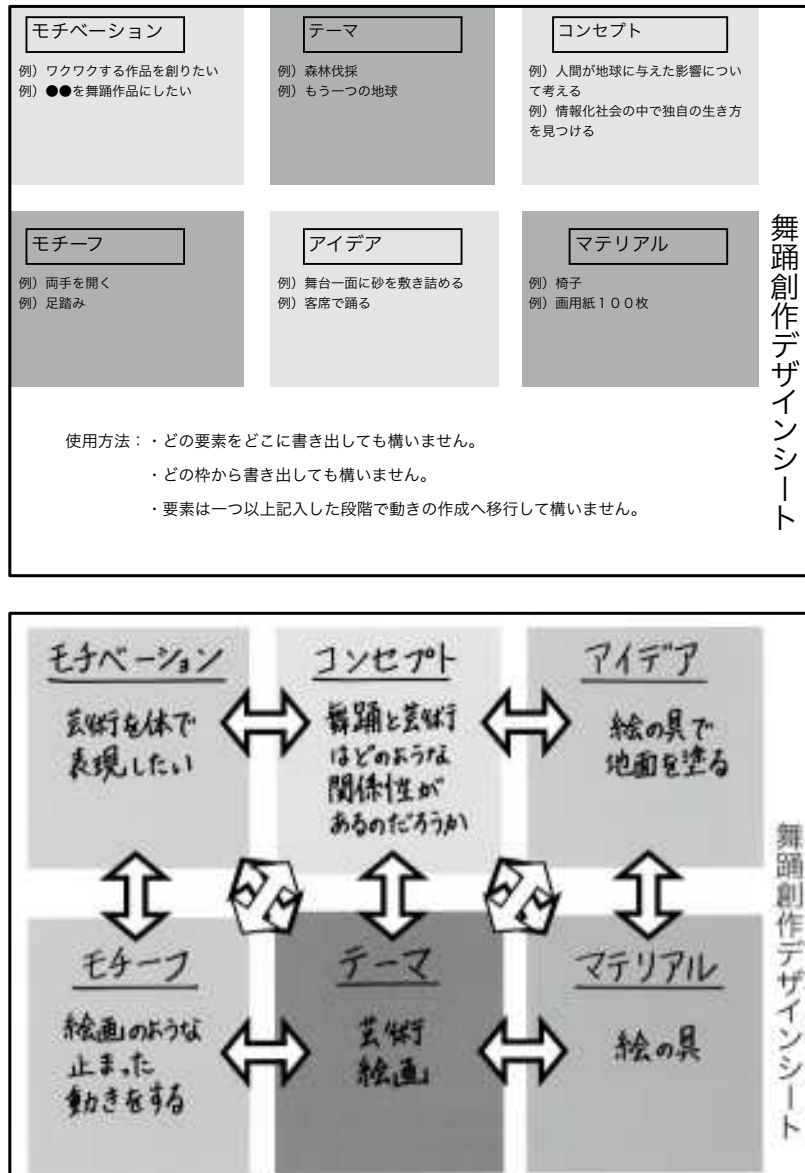 モチベーション
例）ワクワクする作品を創りたい
例）●●を舞踊作品にしたい
テーマ
例）森林伐採
例）もう一つの地球
コンセプト
例）人間が地球に与えた影響につい
て考える
例）情報化社会の中で独自の生き方
を見つける
モチーフ
例）両手を開く
例）足踏み
アイデア
例）舞台一面に砂を敷き詰める
例）客席で踊る
マテリアル
例）椅子
例）画用紙１００枚
舞踊創作デザインシート
使用方法：・どの要素をどこに書き出しても構いません。
・どの枠から書き出しても構いません。
・要素は一つ以上記入した段階で動きの作成へ移行して構いません。
モチベーション
芸術を体で
表現したい
コンセプト
舞踊と芸術
はどのような
関係性が
あるのだろうか
アイデア
絵の具で
地面を塗る
モチーフ
絵画のような
止まった
動きをする
テーマ
芸術
絵画
マテリアル
絵の具
舞踊創作デザインシート